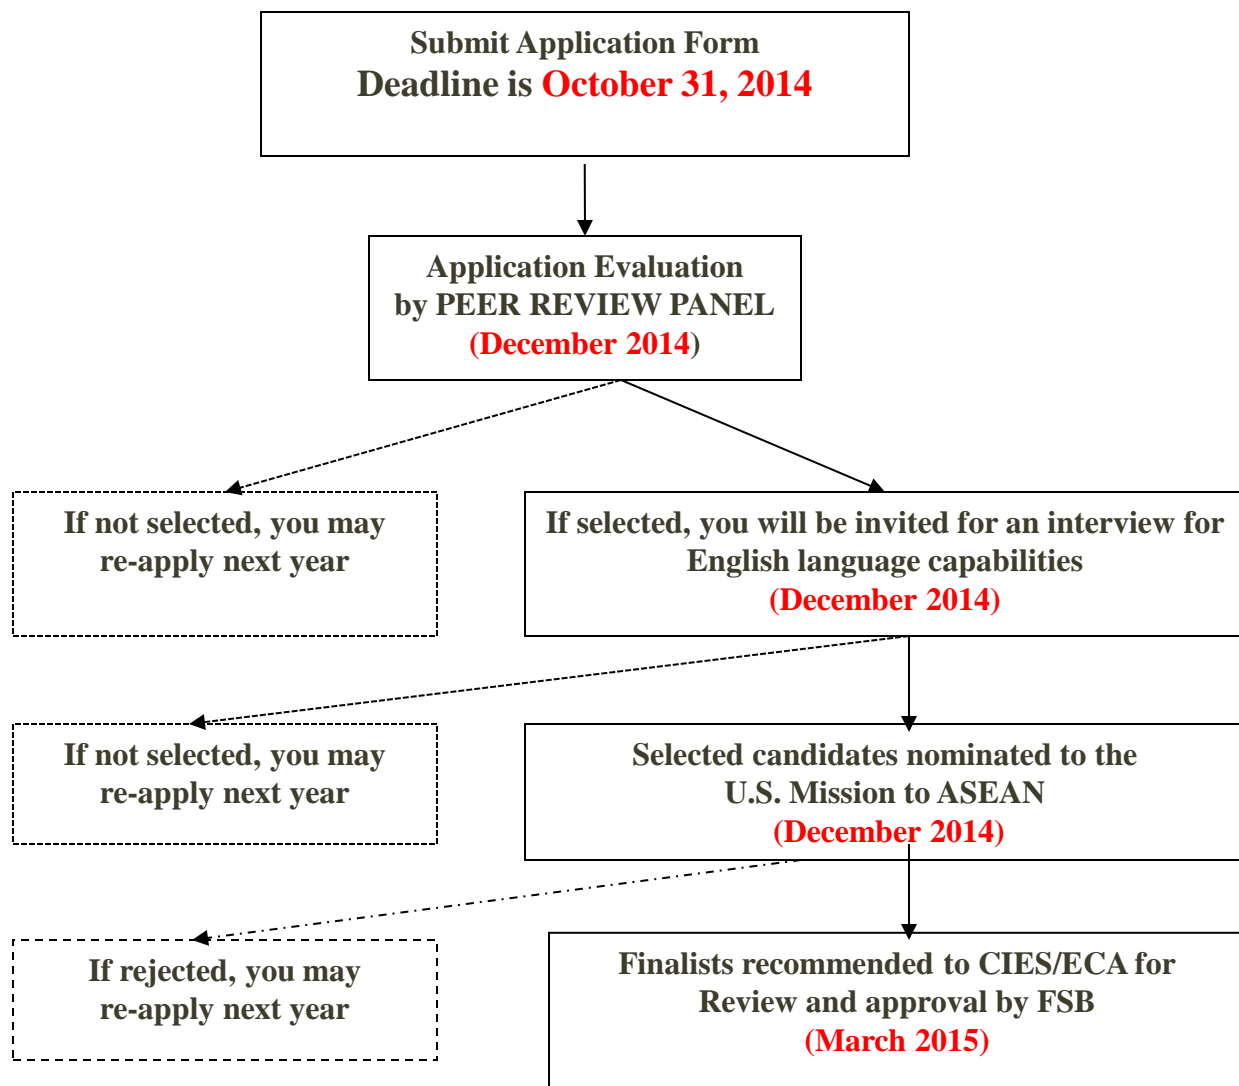 Submit Application Form
Deadline is October 31, 2014
Application Evaluation
by PEER REVIEW PANEL
(December 2014)
If not selected, you may
re-apply next year
If selected, you will be invited for an interview for
English language capabilities
(December 2014)
If not selected, you may
re-apply next year
Selected candidates nominated to the
U.S. Mission to ASEAN
(December 2014)
If rejected, you may
re-apply next year
Finalists recommended to CIES/ECA for
Review and approval by FSB
(March 2015)